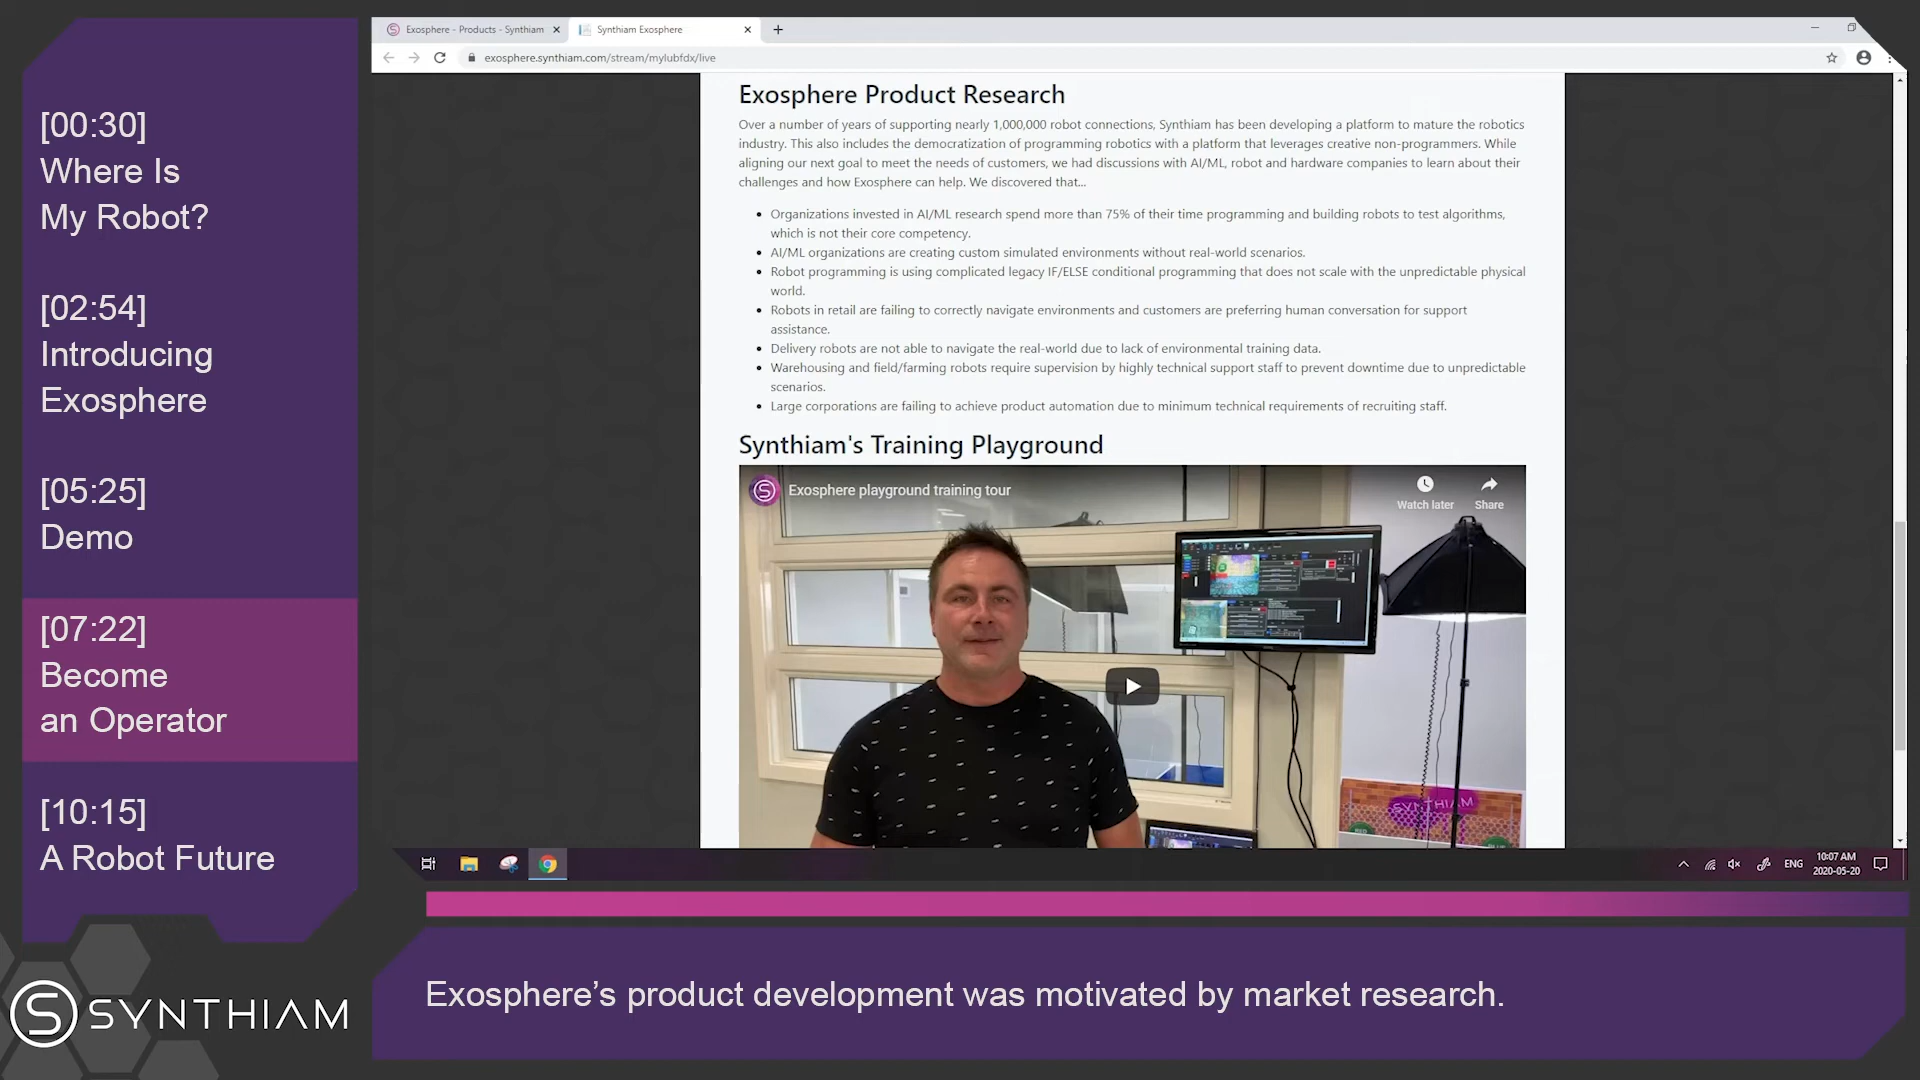 [00:30]
Where Is
My Robot?
[02:54]
Introducing
Exosphere
[05:25]
Demo
[07:22]
Become
an Operator
[10:15]
A Robot Future
SYNTHIAM
Exosphere - Products - Synthiam
Synthiam Exosphere
exosphere.synthiam.com/stream/mylubfdx/live
Exosphere Product Research
Over a number of years of supporting nearly 1,000,000 robot connections, Synthiam has been developing a platform to mature the robotics
industry. This also includes the democratization of programming robotics with a platform that leverages creative non-programmers. While
aligning our next goal to meet the needs of customers, we had discussions with AI/ML, robot and hardware companies to learn about their
challenges and how Exosphere can help. We discovered that...
• Organizations invested in AI/ML research spend more than 75% of their time programming and building robots to test algorithms,
which is not their core competency.
• AI/ML organizations are creating custom simulated environments without real-world scenarios.
• Robot programming is using complicated legacy IF/ELSE conditional programming that does not scale with the unpredictable physical
world.
• Robots in retail are failing to correctly navigate environments and customers are preferring human conversation for support
assistance.
• Delivery robots are not able to navigate the real-world due to lack of environmental training data.
• Warehousing and field/farming robots require supervision by highly technical support staff to prevent downtime due to unpredictable
scenarios.
• Large corporations are failing to achieve product automation due to minimum technical requirements of recruiting staff.
Synthiam's Training Playground
Exosphere playground training tour
Watch later
Share
SYNTHIAM
ENG
10:07 AM
2020-05-20
Exosphere’s product development was motivated by market research.